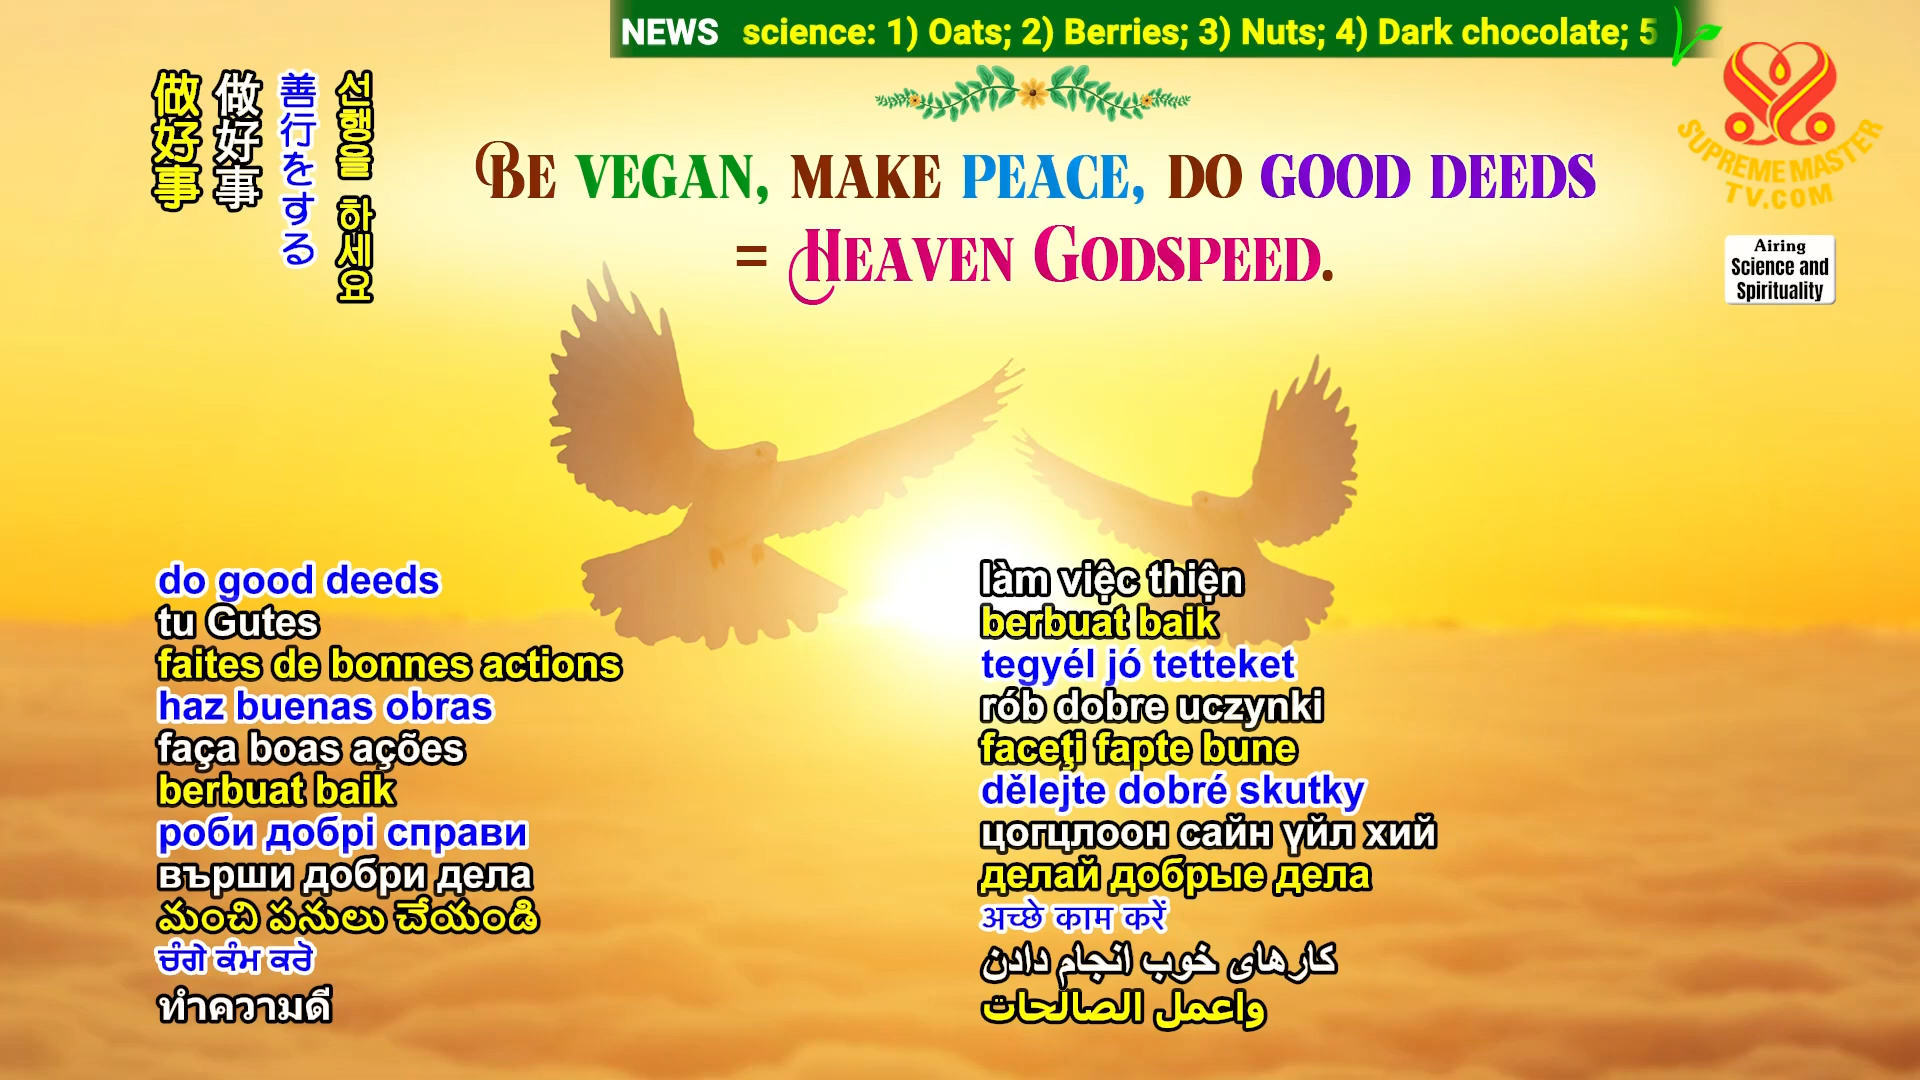 NEWS science: 1) Oats; 2) Berries; 3) Nuts; 4) Dark chocolate; 5
SUPREME MASTER
TV.COM
Airing
Science and
Spirituality
做好事
做好事
善行をする
선행을 하세요
BE VEGAN, MAKE PEACE, DO GOOD DEEDS
= HEAVEN GODSPEED.
do good deeds
tu Gutes
faites de bonnes actions
haz buenas obras
faça boas ações
berbuat baik
роби добрі справи
върши добри дела
మంచి పనులు చేయండి
ਚੰਗੇ ਕੰਮ ਕਰੋ
ทำความดี
làm việc thiện
berbuat baik
tegyél jó tetteket
rób dobre uczynki
faceţi fapte bune
dělejte dobré skutky
цогцлоон сайн үйл хий
делай добрые дела
अच्छे काम करें
کارهای خوب انجام دادن
واعمل الصالحات